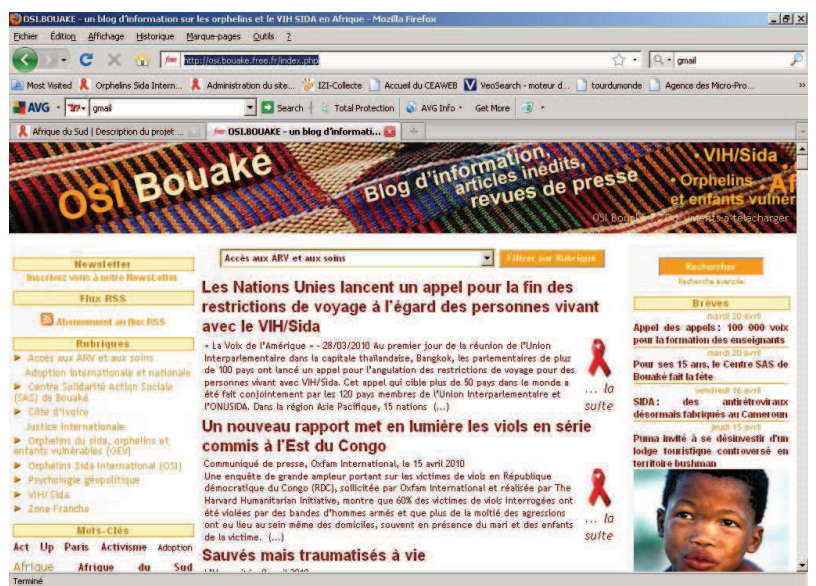 OSI.BOUAKE - un blog d'information sur les orphelins et le VIH SIDA en Afrique - Mozilla Firefox
Fichier Édition Affichage Historique Marque-pages Outils ?
http://osi.bouake.free.fr/index.php
gmail
Most Visited Orphelins Sida Intern... Administration du site... IZI-Collecte Accueil du CEAWEB VeoSearch - moteur d... tourdumonde Agence des Micro-Pro... »
AVG gmail Search Total Protection AVG Info Get More
Afrique du Sud | Description du projet ... free OSI.BOUAKE - un blog d'informati...
OSI Bouaké
Blog d'information,
articles inédits,
revues de presse
• VIH/Sida
• Orphelins
et enfants vulnér
Newsletter
Inscrivez vous à notre NewsLetter
Flux RSS
Abonnement au flux RSS
Rubriques
Accès aux ARV et aux soins
Adoption internationale et nationale
Centre Solidarité Action Sociale
(SAS) de Bouaké
Côte d'Ivoire
Justice internationale
Orphelins du sida, orphelins et
enfants vulnérables (OEV)
Orphelins Sida International (OSI)
Psychologie géopolitique
VIH/Sida
Zone Franche
Mots-Clés
Act Up Paris Activisme Adoption
Afrique Afrique du Sud
Accès aux ARV et aux soins
Filtrer par Rubrique
Les Nations Unies lancent un appel pour la fin des
restrictions de voyage à l'égard des personnes vivant
avec le VIH/Sida
« La Voix de l'Amérique » - 28/03/2010 Au premier jour de la réunion de l'Union
Interparlementaire dans la capitale thaïlandaise, Bangkok, les parlementaires de plus
de 100 pays ont lancé un appel pour l'angulation des restrictions de voyage pour des
personnes vivant avec VIH/Sida. Cet appel qui cible plus de 50 pays dans le monde a
été fait conjointement par les 120 pays membres de l'Union Interparlementaire et
l'ONUSIDA. Dans la région Asie Pacifique, 15 nations (...)
... la
suite
Un nouveau rapport met en lumière les viols en série
commis à l'Est du Congo
Communiqué de presse, Oxfam International, le 15 avril 2010
Une enquête de grande ampleur portant sur les victimes de viols en République
démocratique du Congo (RDC), sollicitée par Oxfam International et réalisée par The
Harvard Humanitarian Initiative, montre que 60% des victimes de viols interrogées ont
été violées par des bandes d'hommes armés et que plus de la moitié des agressions
ont eu lieu au sein même des domiciles, souvent en présence du mari et des enfants
de la victime. (...)
... la
suite
Sauvés mais traumatisés à vie
Rechercher
Recherche avancée
Brèves
mardi 20 avril
Appel des appels : 100 000 voix
pour la formation des enseignants
mardi 20 avril
Pour ses 15 ans, le Centre SAS de
Bouaké fait la fête
vendredi 16 avril
SIDA : des antirétroviraux
désormais fabriqués au Cameroun
jeudi 15 avril
Puma invité à se désinvestir d'un
lodge touristique controversé en
territoire bushman
Terminé